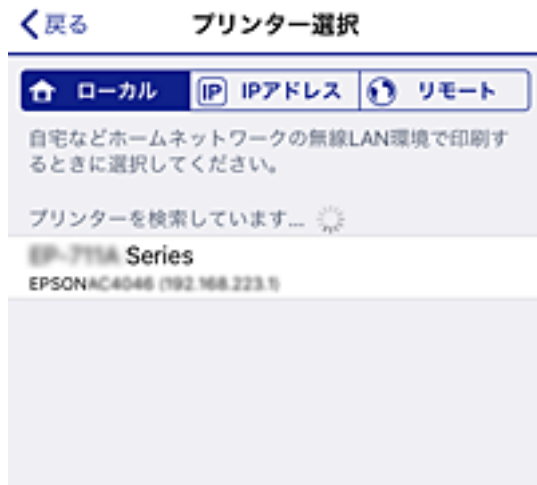 戻る プリンター選択
ローカル IP IPアドレス リモート
自宅などホームネットワークの無線LAN環境で印刷す
るときに選択してください。
プリンターを検索しています...
Series
EPSON